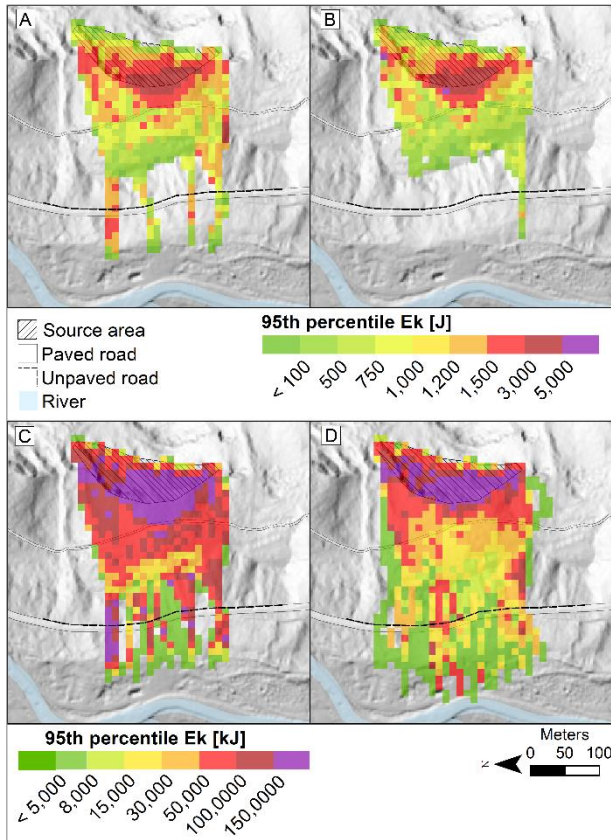 A
B
Source area
Paved road
Unpaved road
River
95th percentile Ek [J]
< 100
500
750
1,000
1,200
1,500
3,000
5,000
C
D
95th percentile Ek [kJ]
< 5,000
8,000
15,000
30,000
50,000
100,0000
150,0000
Meters
0 50 100
N